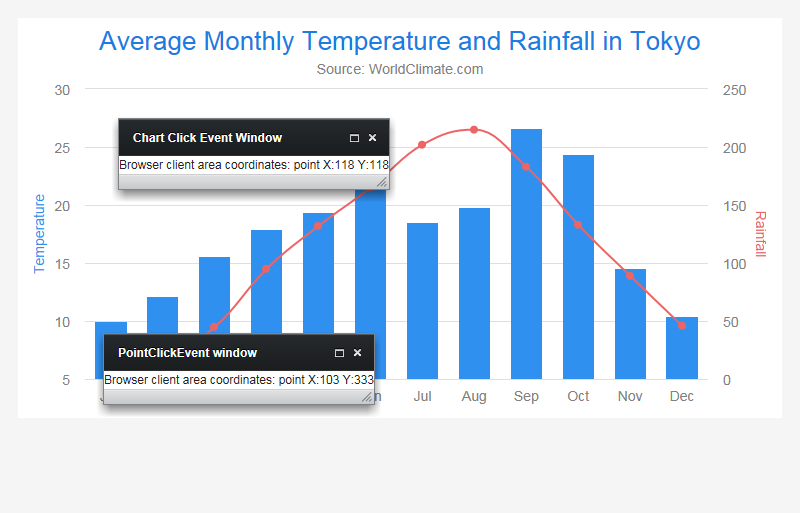 Average Monthly Temperature and Rainfall in Tokyo
Source: WorldClimate.com
30
25
20
15
10
5
Temperature
250
200
150
100
50
0
Rainfall
Chart Click Event Window
Browser client area coordinates: point X:118 Y:118
PointClickEvent window
Browser client area coordinates: point X:103 Y:333
Jul Aug Sep Oct Nov Dec